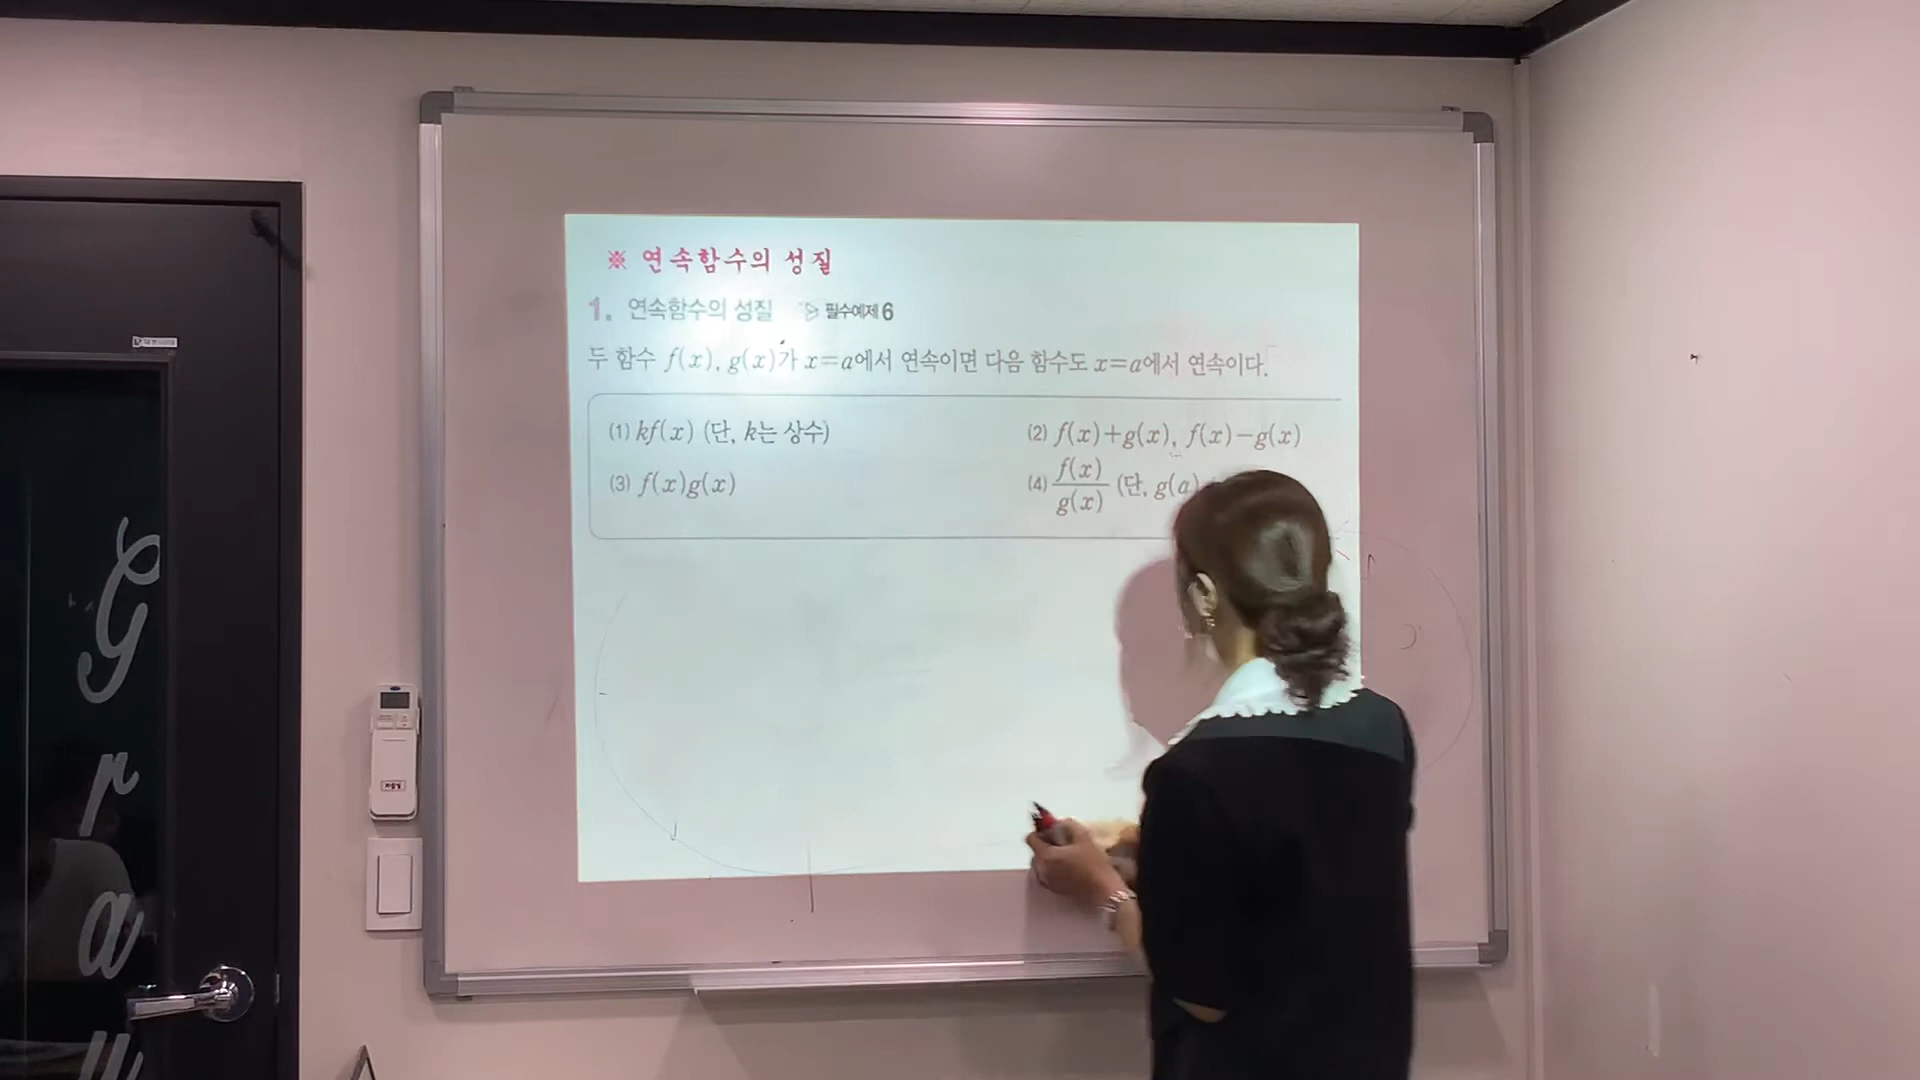 ※ 연속함수의 성질
1. 연속함수의 성질 ▷ 필수예제 6
두 함수 f(x), g(x)가 x=a에서 연속이면 다음 함수도 x=a에서 연속이다.
(1) kf(x) (단, k는 상수)
(2) f(x)+g(x), f(x)−g(x)
(3) f(x)g(x)
(4) f(x)/g(x) (단, g(a)
G
r
a